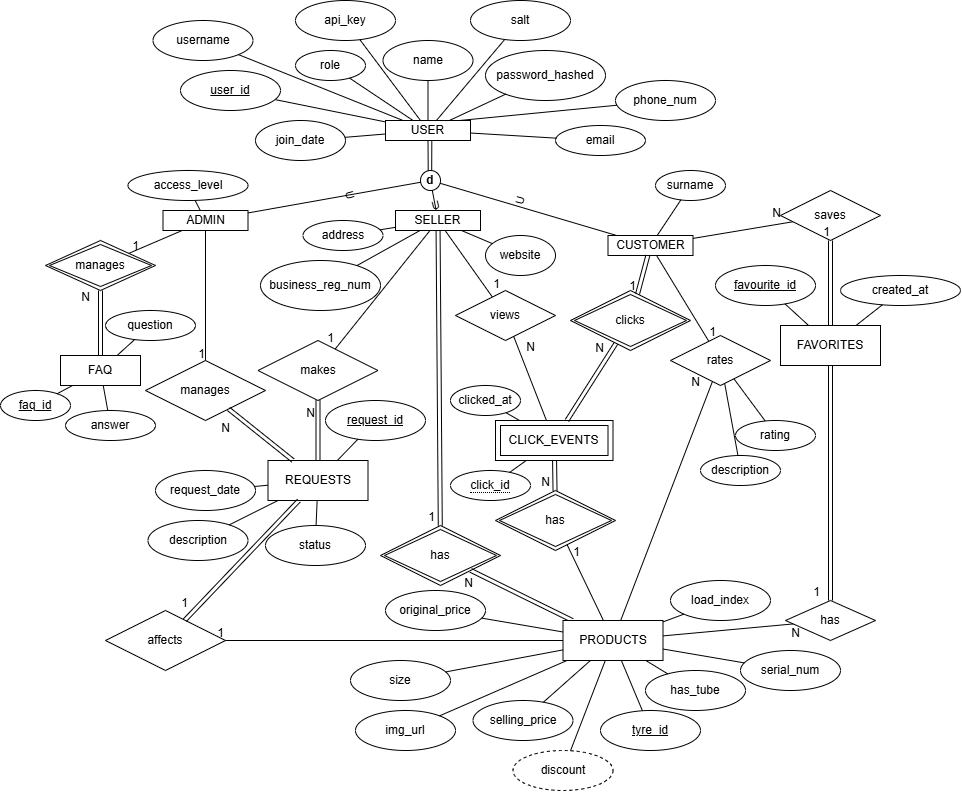 api_key
salt
username
role
name
password_hashed
user_id
phone_num
USER
join_date
email
d
⊂
∪
⊃
access_level
surname
ADMIN
SELLER
N
saves
1
address
CUSTOMER
1
website
manages
business_reg_num
N
1
views
1
clicks
favourite_id
created_at
question
N
N
1
FAVORITES
1
1
rates
FAQ
makes
N
faq_id
manages
answer
N
request_id
clicked_at
N
rating
CLICK_EVENTS
description
REQUESTS
request_date
click_id
N
status
description
1
has
1
has
N
1
original_price
load_index
1
N
has
affects
1
PRODUCTS
size
has_tube
serial_num
img_url
selling_price
tyre_id
discount